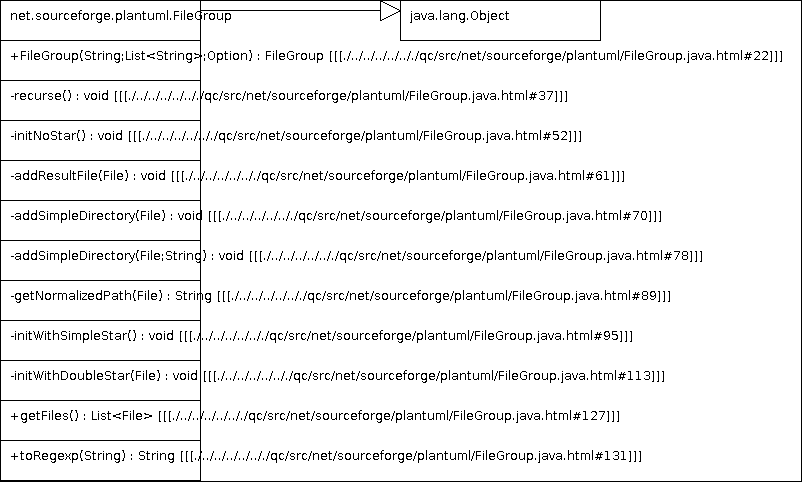 net.sourceforge.plantuml.FileGroup
java.lang.Object
+FileGroup(String;List<String>;Option) : FileGroup [[[./../../../../../../qc/src/net/sourceforge/plantuml/FileGroup.java.html#22]]]
-recurse() : void [[[./../../../../../../qc/src/net/sourceforge/plantuml/FileGroup.java.html#37]]]
-initNoStar() : void [[[./../../../../../../qc/src/net/sourceforge/plantuml/FileGroup.java.html#52]]]
-addResultFile(File) : void [[[./../../../../../../qc/src/net/sourceforge/plantuml/FileGroup.java.html#61]]]
-addSimpleDirectory(File) : void [[[./../../../../../../qc/src/net/sourceforge/plantuml/FileGroup.java.html#70]]]
-addSimpleDirectory(File;String) : void [[[./../../../../../../qc/src/net/sourceforge/plantuml/FileGroup.java.html#78]]]
-getNormalizedPath(File) : String [[[./../../../../../../qc/src/net/sourceforge/plantuml/FileGroup.java.html#89]]]
-initWithSimpleStar() : void [[[./../../../../../../qc/src/net/sourceforge/plantuml/FileGroup.java.html#95]]]
-initWithDoubleStar(File) : void [[[./../../../../../../qc/src/net/sourceforge/plantuml/FileGroup.java.html#113]]]
+getFiles() : List<File> [[[./../../../../../../qc/src/net/sourceforge/plantuml/FileGroup.java.html#127]]]
+toRegexp(String) : String [[[./../../../../../../qc/src/net/sourceforge/plantuml/FileGroup.java.html#131]]]